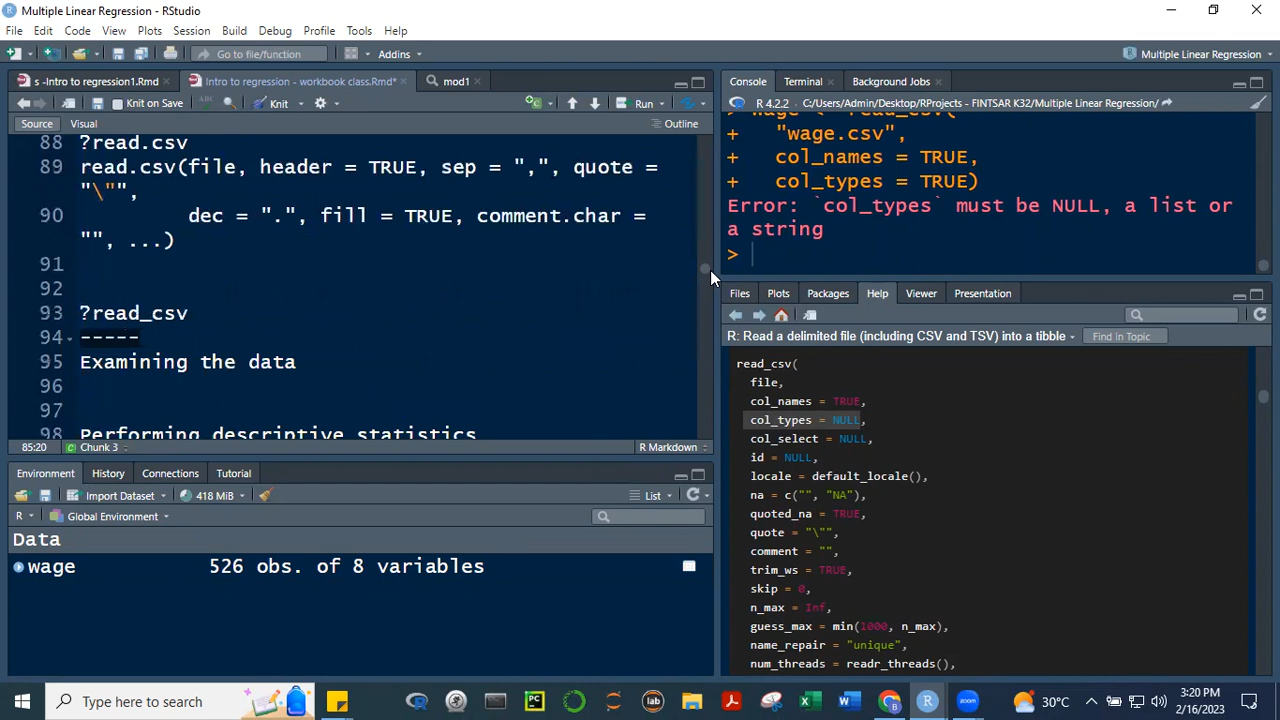 Multiple Linear Regression - RStudio
File Edit Code View Plots Session Build Debug Profile Tools Help
Go to file/function Addins Multiple Linear Regression
s -Intro to regression1.Rmd Intro to regression - workbook class.Rmd* mod1
Knit on Save Knit Run
Source Visual Outline
88 ?read.csv
89 read.csv(file, header = TRUE, sep = ",", quote =
"\"",
90 dec = ".", fill = TRUE, comment.char =
"", ...)
91
92
93 ?read_csv
94 -----
95 Examining the data
96
97
98 Performing descriptive statistics
85:20 Chunk 3 R Markdown
Console Terminal Background Jobs
R 4.2.2 · C:/Users/Admin/Desktop/RProjects - FINTSAR K32/Multiple Linear Regression/
> wage <- read_csv(
+ "wage.csv",
+ col_names = TRUE,
+ col_types = TRUE)
Error: `col_types` must be NULL, a list or
a string
>
Environment History Connections Tutorial
Import Dataset 418 MiB List
R Global Environment
Data
wage 526 obs. of 8 variables
Files Plots Packages Help Viewer Presentation
R: Read a delimited file (including CSV and TSV) into a tibble Find in Topic
read_csv(
file,
col_names = TRUE,
col_types = NULL,
col_select = NULL,
id = NULL,
locale = default_locale(),
na = c("", "NA"),
quoted_na = TRUE,
quote = "\"",
comment = "",
trim_ws = TRUE,
skip = 0,
n_max = Inf,
guess_max = min(1000, n_max),
name_repair = "unique",
num_threads = readr_threads(),
Type here to search PC lab zoom 30°C 3:20 PM
2/16/2023